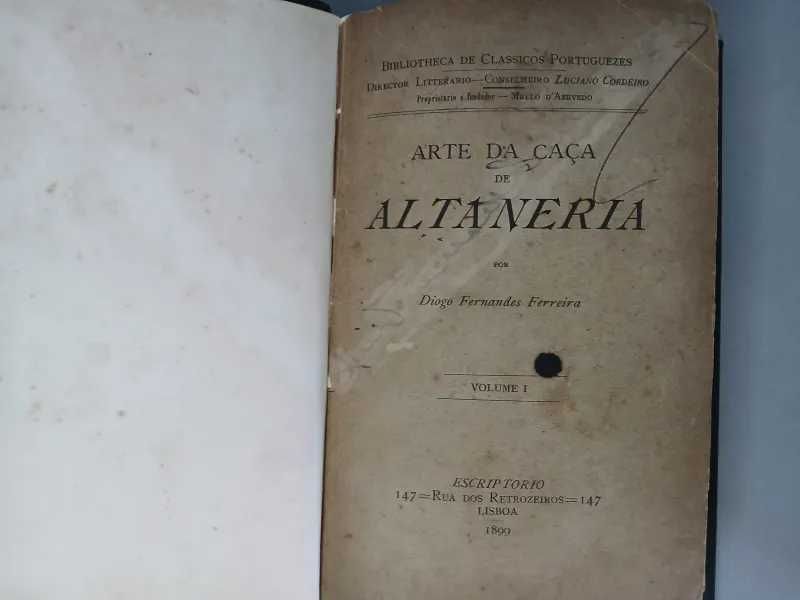 BIBLIOTHECA DE CLASSICOS PORTUGUEZES
DIRECTOR LITTERARIO—CONSELHEIRO LUCIANO CORDEIRO
Proprietario e fundador — MELLO D'AZEVEDO
ARTE DA CAÇA
DE
ALTANERIA
POR
Diogo Fernandes Ferreira
VOLUME I
ESCRIPTORIO
147=RUA DOS RETROZEIROS=147
LISBOA
1899